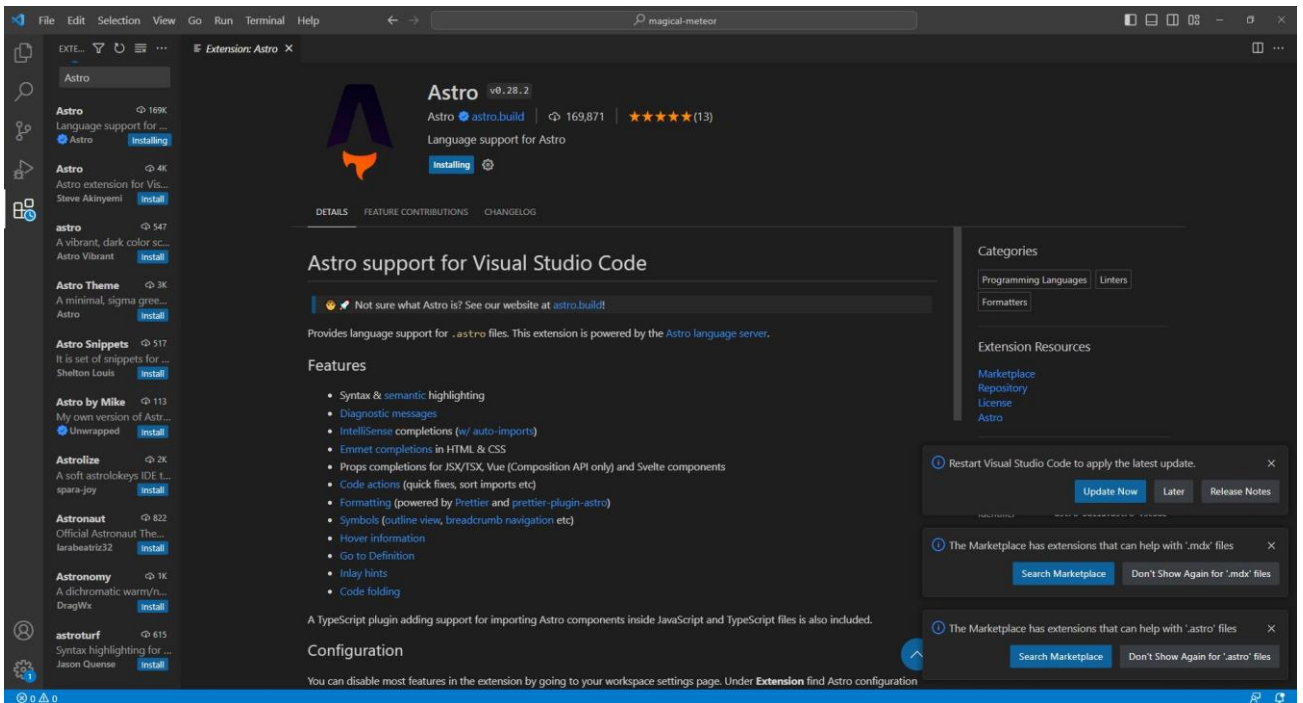 File Edit Selection View Go Run Terminal Help
magical-meteor
EXTE...
Astro
Astro 169K
Language support for ...
Astro Installing
Astro 4K
Astro extension for Vis...
Steve Akinyemi Install
astro 547
A vibrant, dark color sc...
Astro Vibrant Install
Astro Theme 3K
A minimal, sigma gree...
Astro Install
Astro Snippets 517
It is set of snippets for ...
Shelton Louis Install
Astro by Mike 113
My own version of Astr...
Unwrapped Install
Astrolize 2K
A soft astrolokeys IDE t...
spara-joy Install
Astronaut 822
Official Astronaut The...
larabeatriz32 Install
Astronomy 1K
A dichromatic warm/n...
DragWx Install
astroturf 615
Syntax highlighting for ...
Jason Quense Install
Extension: Astro
Astro v0.28.2
Astro astro.build 169,871 (13)
Language support for Astro
Installing
DETAILS FEATURE CONTRIBUTIONS CHANGELOG
Astro support for Visual Studio Code
Not sure what Astro is? See our website at astro.build!
Provides language support for .astro files. This extension is powered by the Astro language server.
Features
• Syntax & semantic highlighting
• Diagnostic messages
• IntelliSense completions (w/ auto-imports)
• Emmet completions in HTML & CSS
• Props completions for JSX/TSX, Vue (Composition API only) and Svelte components
• Code actions (quick fixes, sort imports etc)
• Formatting (powered by Prettier and prettier-plugin-astro)
• Symbols (outline view, breadcrumb navigation etc)
• Hover information
• Go to Definition
• Inlay hints
• Code folding
A TypeScript plugin adding support for importing Astro components inside JavaScript and TypeScript files is also included.
Configuration
You can disable most features in the extension by going to your workspace settings page. Under Extension find Astro configuration
Categories
Programming Languages Linters
Formatters
Extension Resources
Marketplace
Repository
License
Astro
Restart Visual Studio Code to apply the latest update.
Update Now Later Release Notes
The Marketplace has extensions that can help with '.mdx' files
Search Marketplace Don't Show Again for '.mdx' files
The Marketplace has extensions that can help with '.astro' files
Search Marketplace Don't Show Again for '.astro' files
1
0 0